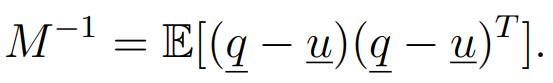 M⁻¹ = 𝔼[(q̲ − u̲)(q̲ − u̲)ᵀ].